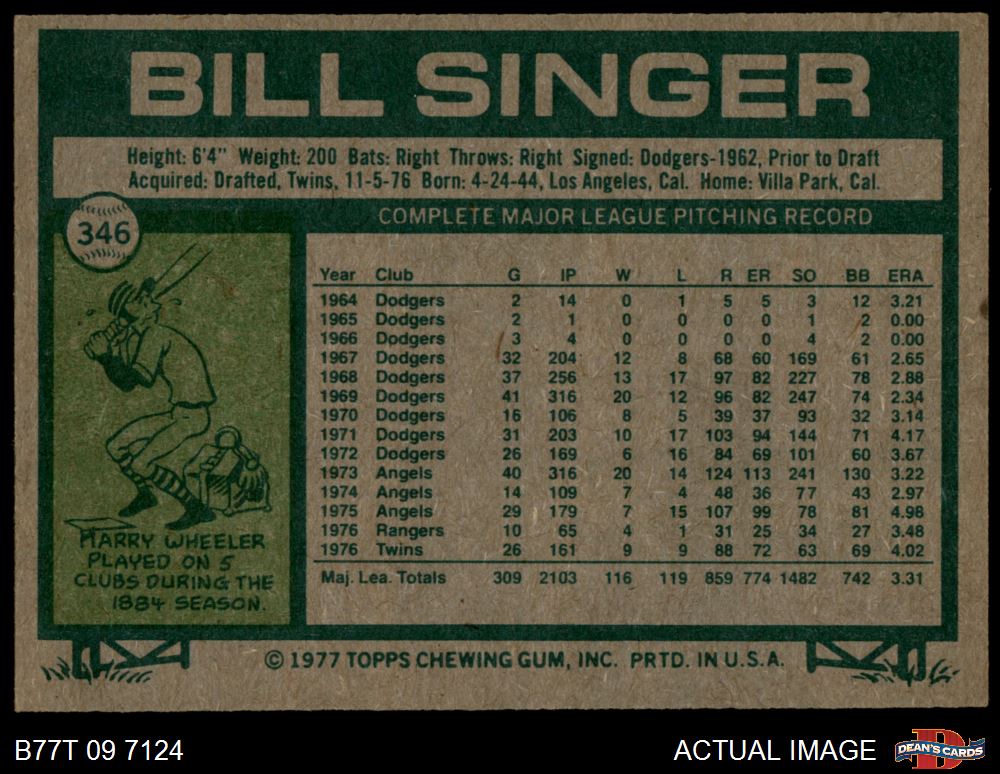 BILL SINGER
Height: 6'4" Weight: 200 Bats: Right Throws: Right Signed: Dodgers-1962, Prior to Draft
Acquired: Drafted, Twins, 11-5-76 Born: 4-24-44, Los Angeles, Cal. Home: Villa Park, Cal.
346
COMPLETE MAJOR LEAGUE PITCHING RECORD
Year Club G IP W L R ER SO BB ERA
1964 Dodgers 2 14 0 1 5 5 3 12 3.21
1965 Dodgers 2 1 0 0 0 0 1 2 0.00
1966 Dodgers 3 4 0 0 0 0 4 2 0.00
1967 Dodgers 32 204 12 8 68 60 169 61 2.65
1968 Dodgers 37 256 13 17 97 82 227 78 2.88
1969 Dodgers 41 316 20 12 96 82 247 74 2.34
1970 Dodgers 16 106 8 5 39 37 93 32 3.14
1971 Dodgers 31 203 10 17 103 94 144 71 4.17
1972 Dodgers 26 169 6 16 84 69 101 60 3.67
1973 Angels 40 316 20 14 124 113 241 130 3.22
1974 Angels 14 109 7 4 48 36 77 43 2.97
1975 Angels 29 179 7 15 107 99 78 81 4.98
1976 Rangers 10 65 4 1 31 25 34 27 3.48
1976 Twins 26 161 9 9 88 72 63 69 4.02
Maj. Lea. Totals 309 2103 116 119 859 774 1482 742 3.31
HARRY WHEELER
PLAYED ON 5
CLUBS DURING THE
1884 SEASON.
© 1977 TOPPS CHEWING GUM, INC. PRTD. IN U.S.A.
B77T 09 7124
ACTUAL IMAGE
D
DEAN'S CARDS